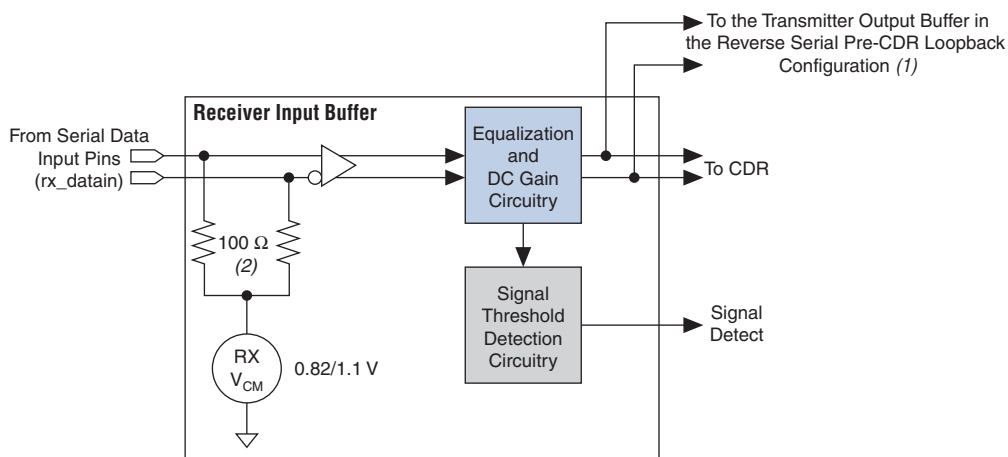 To the Transmitter Output Buffer in
the Reverse Serial Pre-CDR Loopback
Configuration (1)
Receiver Input Buffer
From Serial Data
Input Pins
(rx_datain)
Equalization
and
DC Gain
Circuitry
To CDR
100 Ω
(2)
Signal
Threshold
Detection
Circuitry
Signal
Detect
RX
VCM
0.82/1.1 V